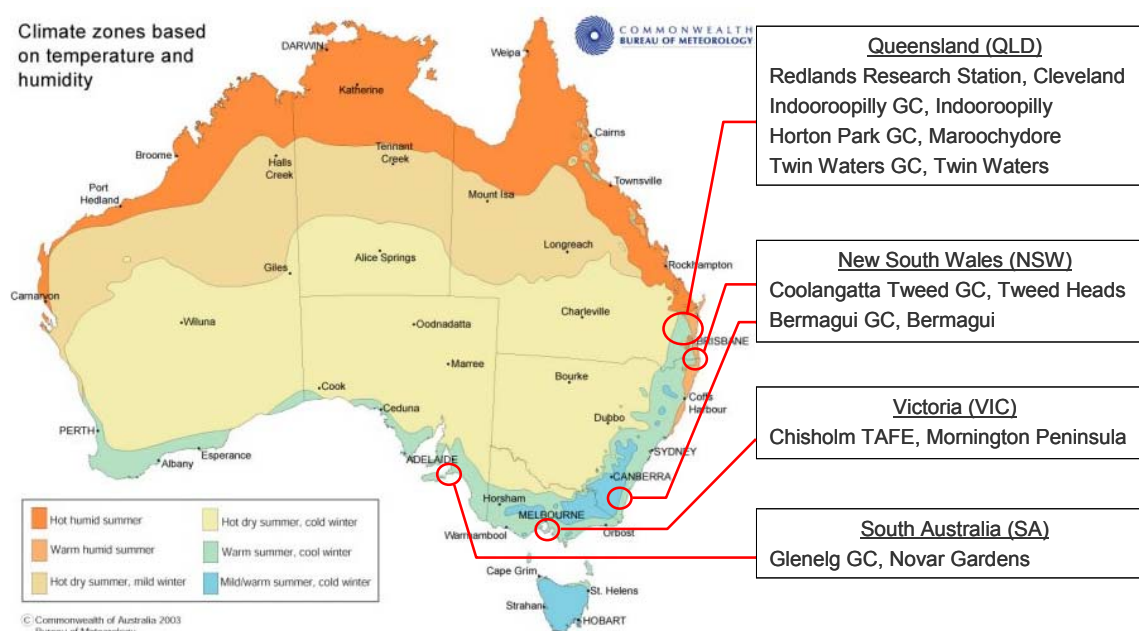 Climate zones based
on temperature and
humidity
COMMONWEALTH
BUREAU OF METEOROLOGY
DARWIN
Weipa
Katherine
Cairns
Broome
Halls
Creek
Tennant
Creek
Townsville
Port
Hedland
Mount Isa
Longreach
Rockhampton
Giles
Alice Springs
Carnarvon
Charleville
Wiluna
Oodnadatta
BRISBANE
Marree
Bourke
Cook
Coffs
Harbour
Ceduna
Dubbo
PERTH
Esperance
Albany
ADELAIDE
SYDNEY
CANBERRA
Horsham
MELBOURNE
Warrnambool
Orbost
Cape Grim
St. Helens
Strahan
HOBART
Hot humid summer
Warm humid summer
Hot dry summer, mild winter
Hot dry summer, cold winter
Warm summer, cool winter
Mild/warm summer, cold winter
© Commonwealth of Australia 2003
Bureau of Meteorology
Queensland (QLD)
Redlands Research Station, Cleveland
Indooroopilly GC, Indooroopilly
Horton Park GC, Maroochydore
Twin Waters GC, Twin Waters
New South Wales (NSW)
Coolangatta Tweed GC, Tweed Heads
Bermagui GC, Bermagui
Victoria (VIC)
Chisholm TAFE, Mornington Peninsula
South Australia (SA)
Glenelg GC, Novar Gardens